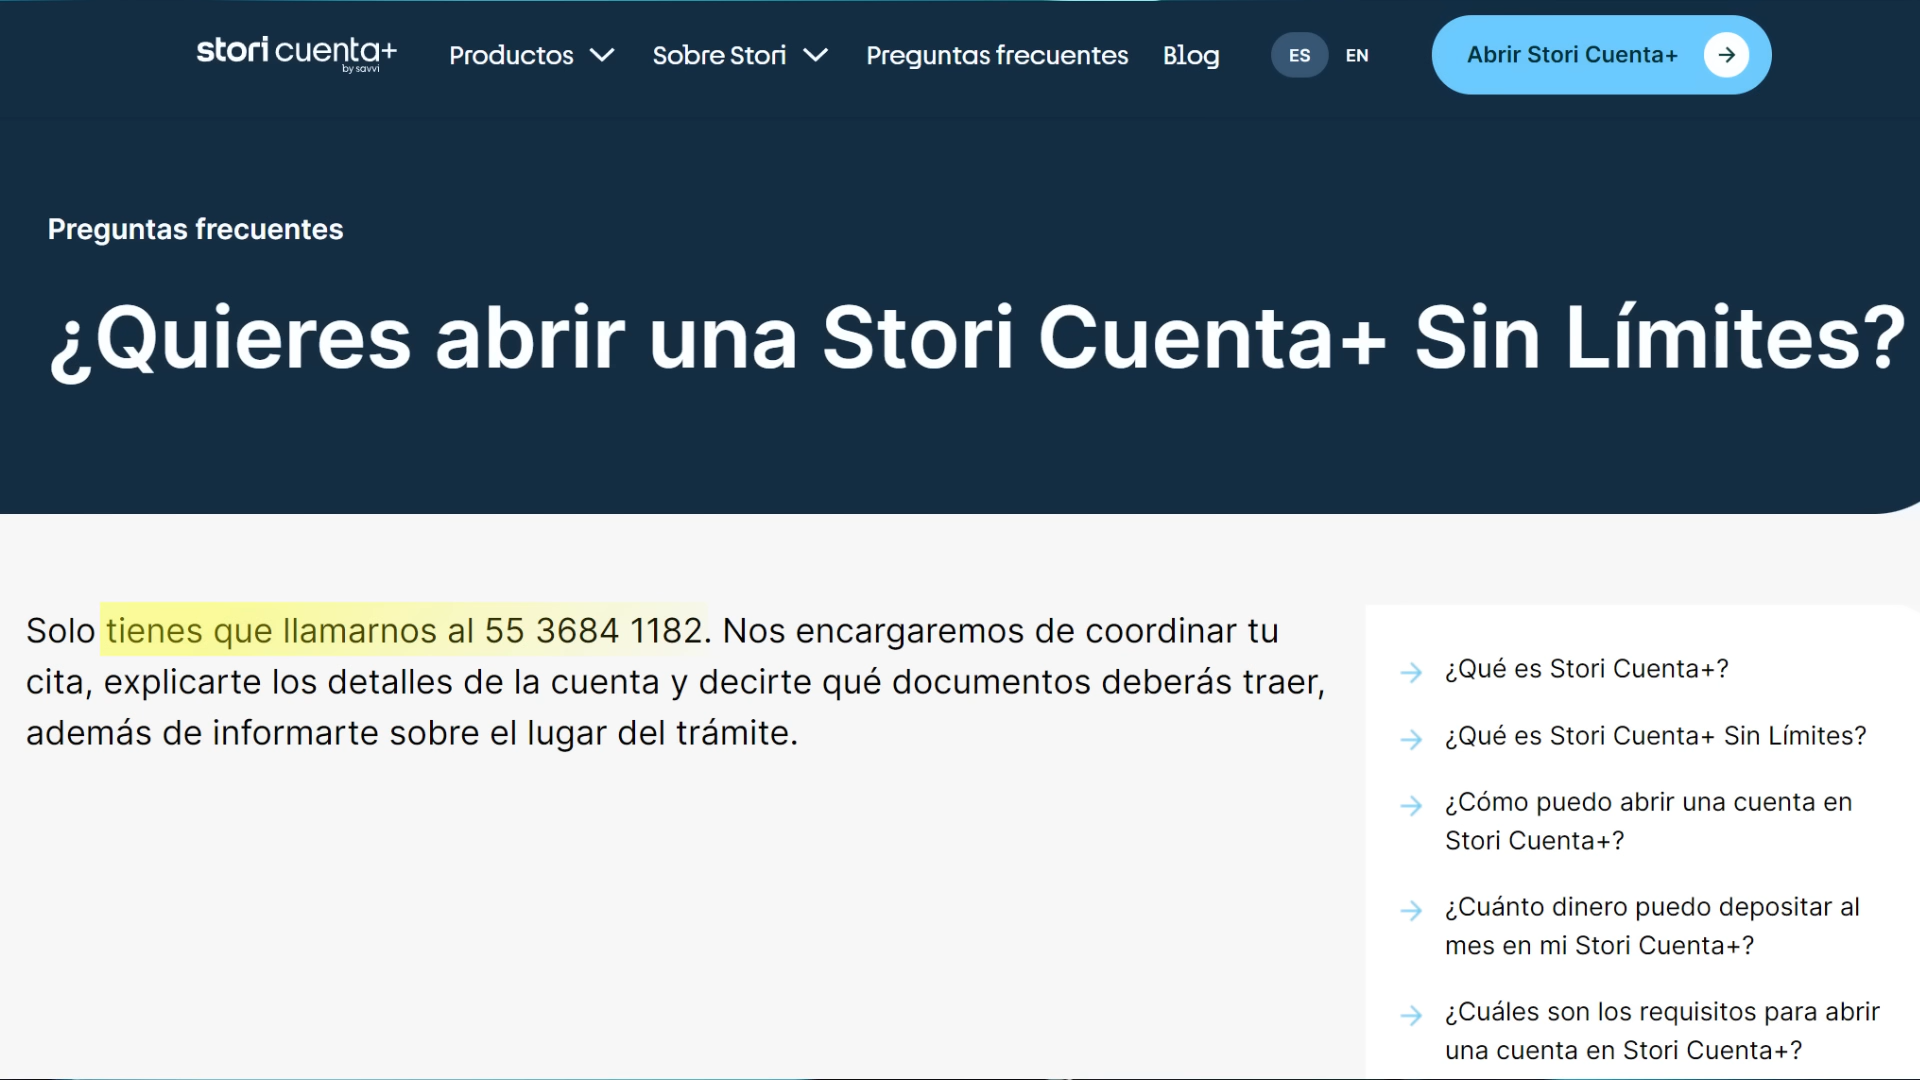 stori cuenta+
by savvi
Productos
Sobre Stori
Preguntas frecuentes
Blog
ES
EN
Abrir Stori Cuenta+
Preguntas frecuentes
¿Quieres abrir una Stori Cuenta+ Sin Límites?
Solo tienes que llamarnos al 55 3684 1182. Nos encargaremos de coordinar tu
cita, explicarte los detalles de la cuenta y decirte qué documentos deberás traer,
además de informarte sobre el lugar del trámite.
¿Qué es Stori Cuenta+?
¿Qué es Stori Cuenta+ Sin Límites?
¿Cómo puedo abrir una cuenta en
Stori Cuenta+?
¿Cuánto dinero puedo depositar al
mes en mi Stori Cuenta+?
¿Cuáles son los requisitos para abrir
una cuenta en Stori Cuenta+?